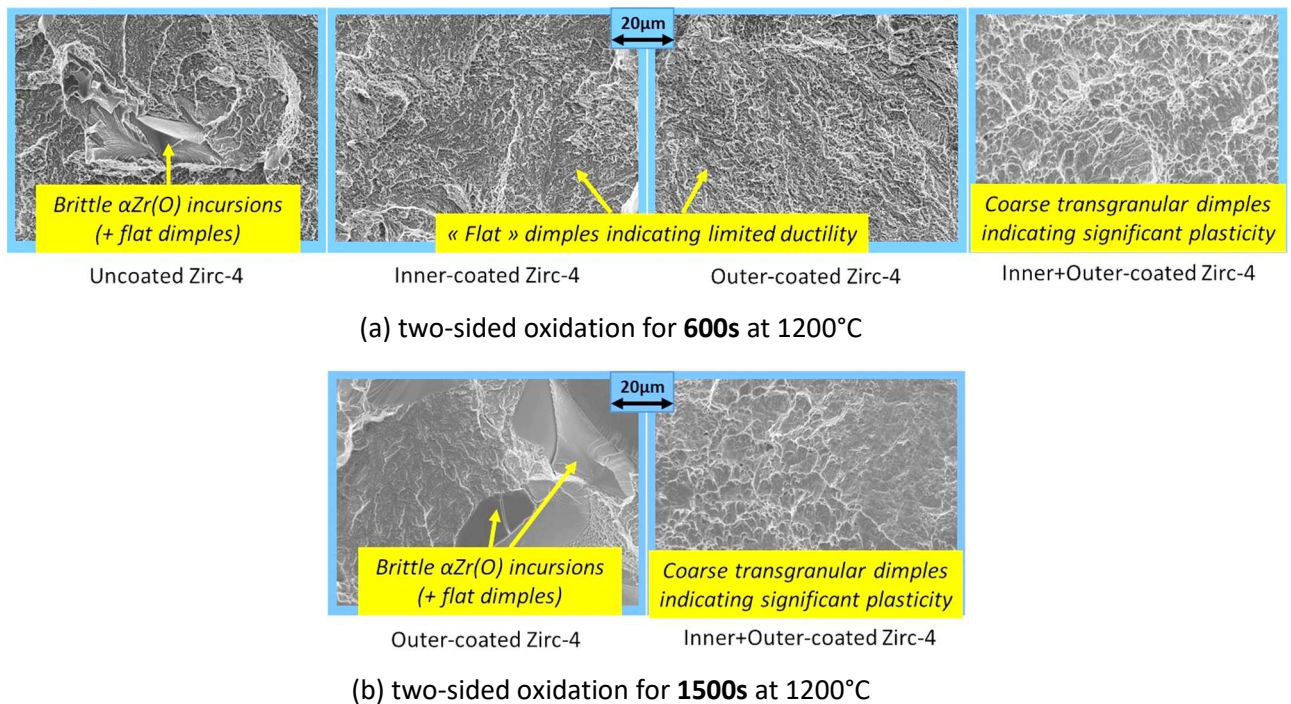 20µm
Brittle αZr(O) incursions
(+ flat dimples)
« Flat » dimples indicating limited ductility
Coarse transgranular dimples
indicating significant plasticity
Uncoated Zirc-4
Inner-coated Zirc-4
Outer-coated Zirc-4
Inner+Outer-coated Zirc-4
(a) two-sided oxidation for 600s at 1200°C
20µm
Brittle αZr(O) incursions
(+ flat dimples)
Coarse transgranular dimples
indicating significant plasticity
Outer-coated Zirc-4
Inner+Outer-coated Zirc-4
(b) two-sided oxidation for 1500s at 1200°C